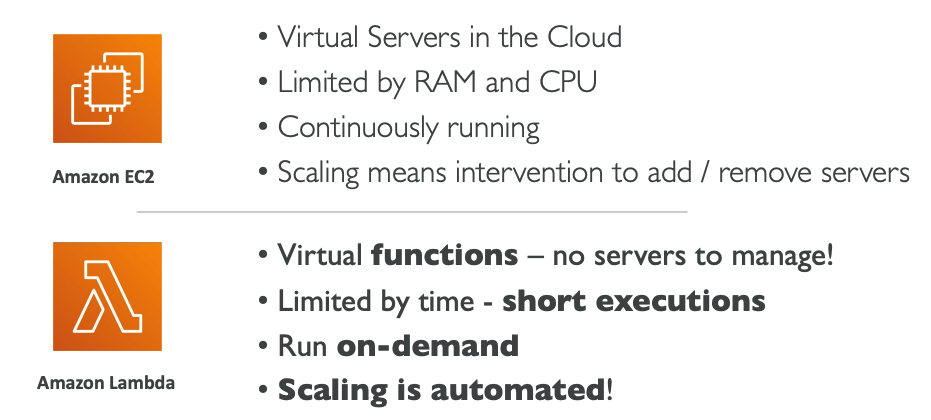 • Virtual Servers in the Cloud
• Limited by RAM and CPU
• Continuously running
• Scaling means intervention to add / remove servers
Amazon EC2
• Virtual functions – no servers to manage!
• Limited by time - short executions
• Run on-demand
• Scaling is automated!
Amazon Lambda